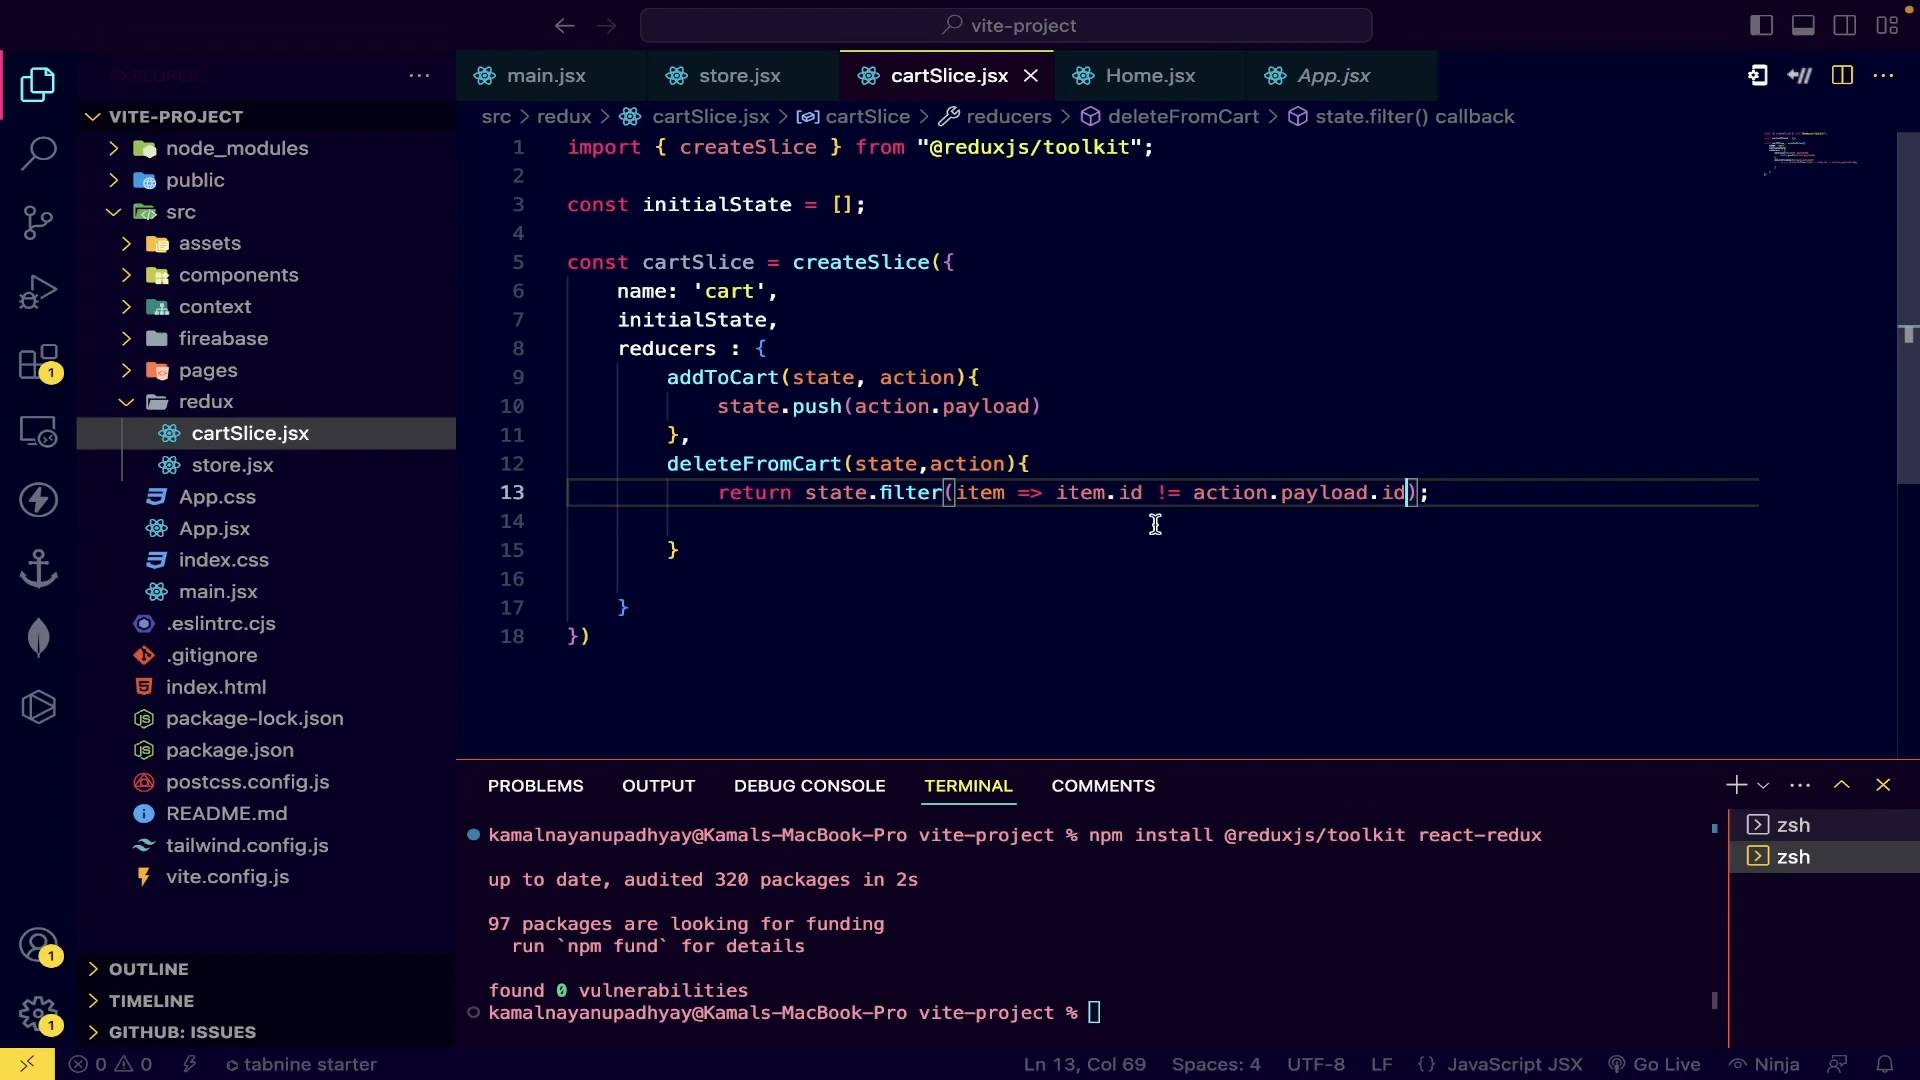 vite-project
EXPLORER
main.jsx
store.jsx
cartSlice.jsx
Home.jsx
App.jsx
src > redux > cartSlice.jsx > cartSlice > reducers > deleteFromCart > state.filter() callback
VITE-PROJECT
node_modules
public
src
assets
components
context
fireabase
pages
redux
cartSlice.jsx
store.jsx
App.css
App.jsx
index.css
main.jsx
.eslintrc.cjs
.gitignore
index.html
package-lock.json
package.json
postcss.config.js
README.md
tailwind.config.js
vite.config.js
OUTLINE
TIMELINE
GITHUB: ISSUES
1
1
1
1 import { createSlice } from "@reduxjs/toolkit";
2
3 const initialState = [];
4
5 const cartSlice = createSlice({
6 name: 'cart',
7 initialState,
8 reducers : {
9 addToCart(state, action){
10 state.push(action.payload)
11 },
12 deleteFromCart(state,action){
13 return state.filter(item => item.id != action.payload.id);
14
15 }
16
17 }
18 })
PROBLEMS OUTPUT DEBUG CONSOLE TERMINAL COMMENTS
kamalnayanupadhyay@Kamals-MacBook-Pro vite-project % npm install @reduxjs/toolkit react-redux
up to date, audited 320 packages in 2s
97 packages are looking for funding
run `npm fund` for details
found 0 vulnerabilities
kamalnayanupadhyay@Kamals-MacBook-Pro vite-project %
zsh
zsh
0 0 tabnine starter Ln 13, Col 69 Spaces: 4 UTF-8 LF {} JavaScript JSX Go Live Ninja